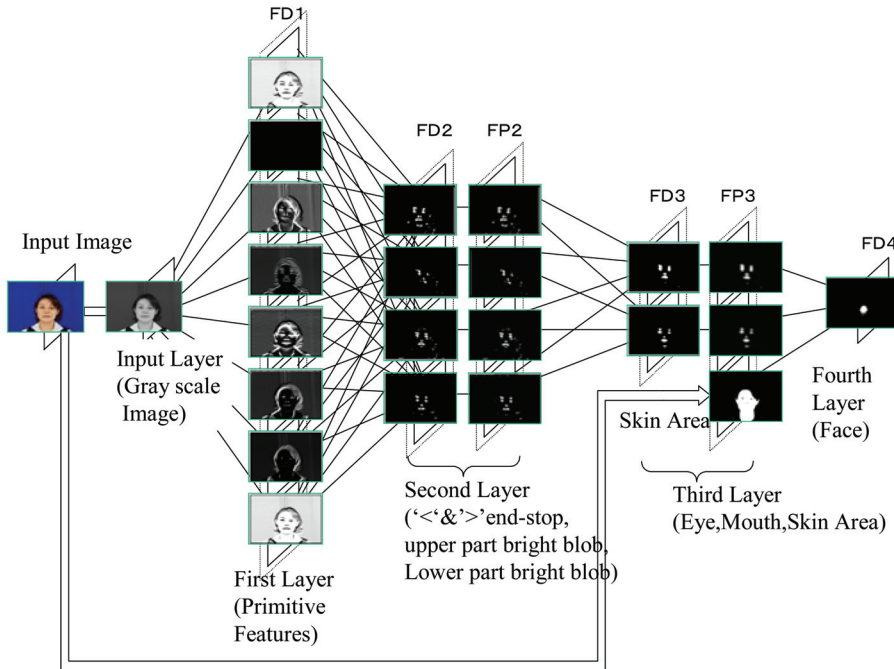 FD1
FD2
FP2
FD3
FP3
FD4
Input Image
Input Layer
(Gray scale
Image)
First Layer
(Primitive
Features)
Second Layer
(‘<‘&’>’end-stop,
upper part bright blob,
Lower part bright blob)
Skin Area
Third Layer
(Eye,Mouth,Skin Area)
Fourth
Layer
(Face)